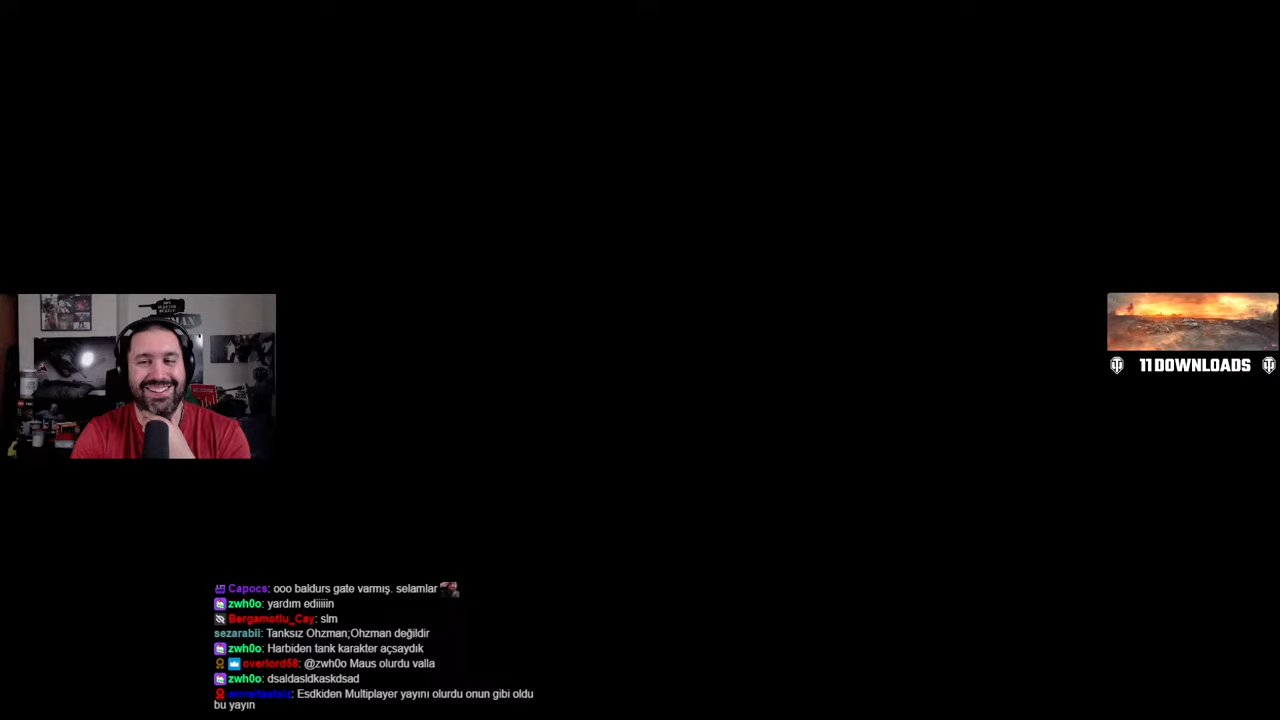 11 DOWNLOADS
Capocs: ooo baldurs gate varmış. selamlar
zwh0o: yardım ediiiiin
Bergamotlu_Cay: slm
sezarabii: Tanksız Ohzman;Ohzman değildir
zwh0o: Harbiden tank karakter açsaydık
overlord58: @zwh0o Maus olurdu valla
zwh0o: dsaldasldkaskdsad
Esdkiden Multiplayer yayını olurdu onun gibi oldu
bu yayın